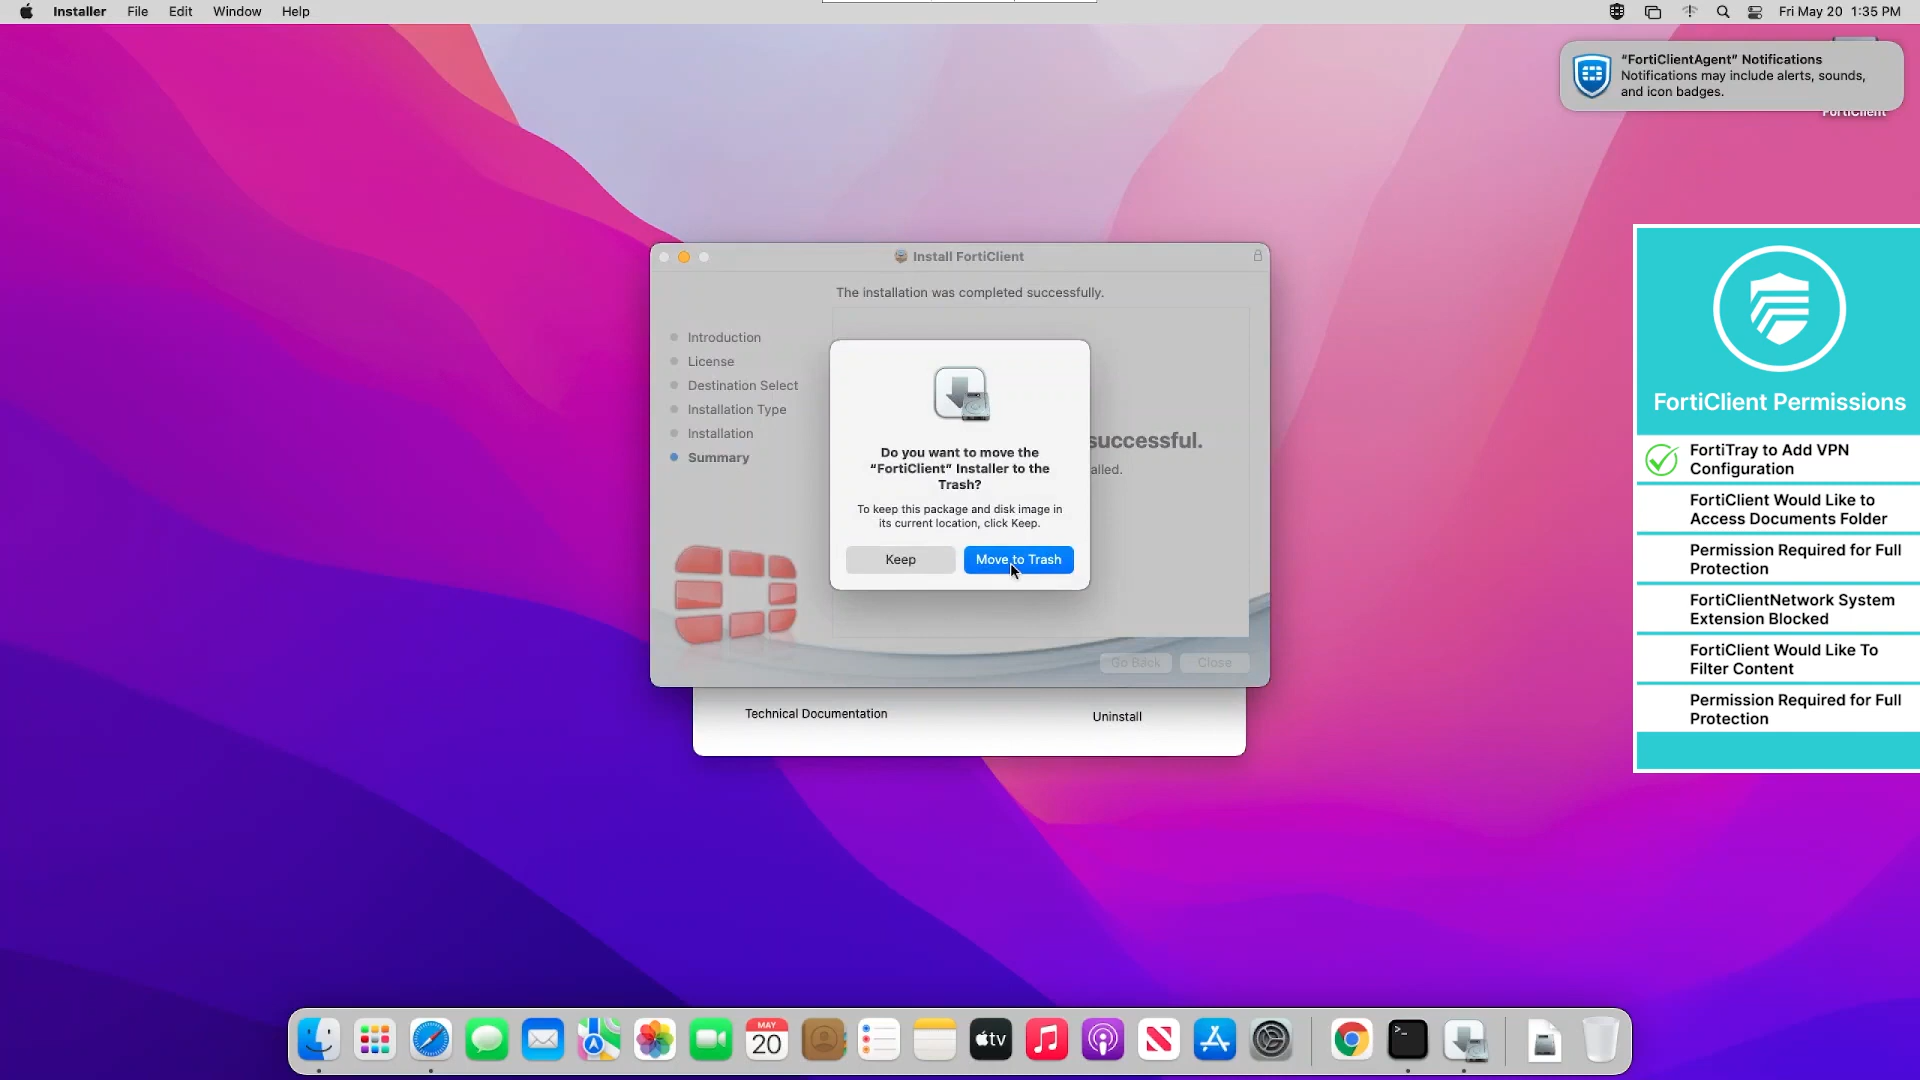 Installer File Edit Window Help
Fri May 20 1:35 PM
“FortiClientAgent” Notifications
Notifications may include alerts, sounds,
and icon badges.
FortiClient
Install FortiClient
The installation was completed successfully.
Introduction
License
Destination Select
Installation Type
Installation
Summary
successful.
alled.
Do you want to move the
“FortiClient” Installer to the
Trash?
To keep this package and disk image in
its current location, click Keep.
Keep
Move to Trash
Go Back
Close
Technical Documentation
Uninstall
FortiClient Permissions
FortiTray to Add VPN
Configuration
FortiClient Would Like to
Access Documents Folder
Permission Required for Full
Protection
FortiClientNetwork System
Extension Blocked
FortiClient Would Like To
Filter Content
Permission Required for Full
Protection
MAY
20
tv